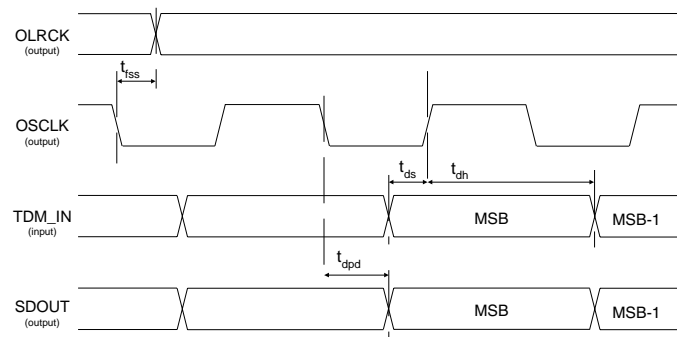 OLRCK
(output)
tfss
OSCLK
(output)
tds
tdh
TDM_IN
(input)
MSB
MSB-1
tdpd
SDOUT
(output)
MSB
MSB-1